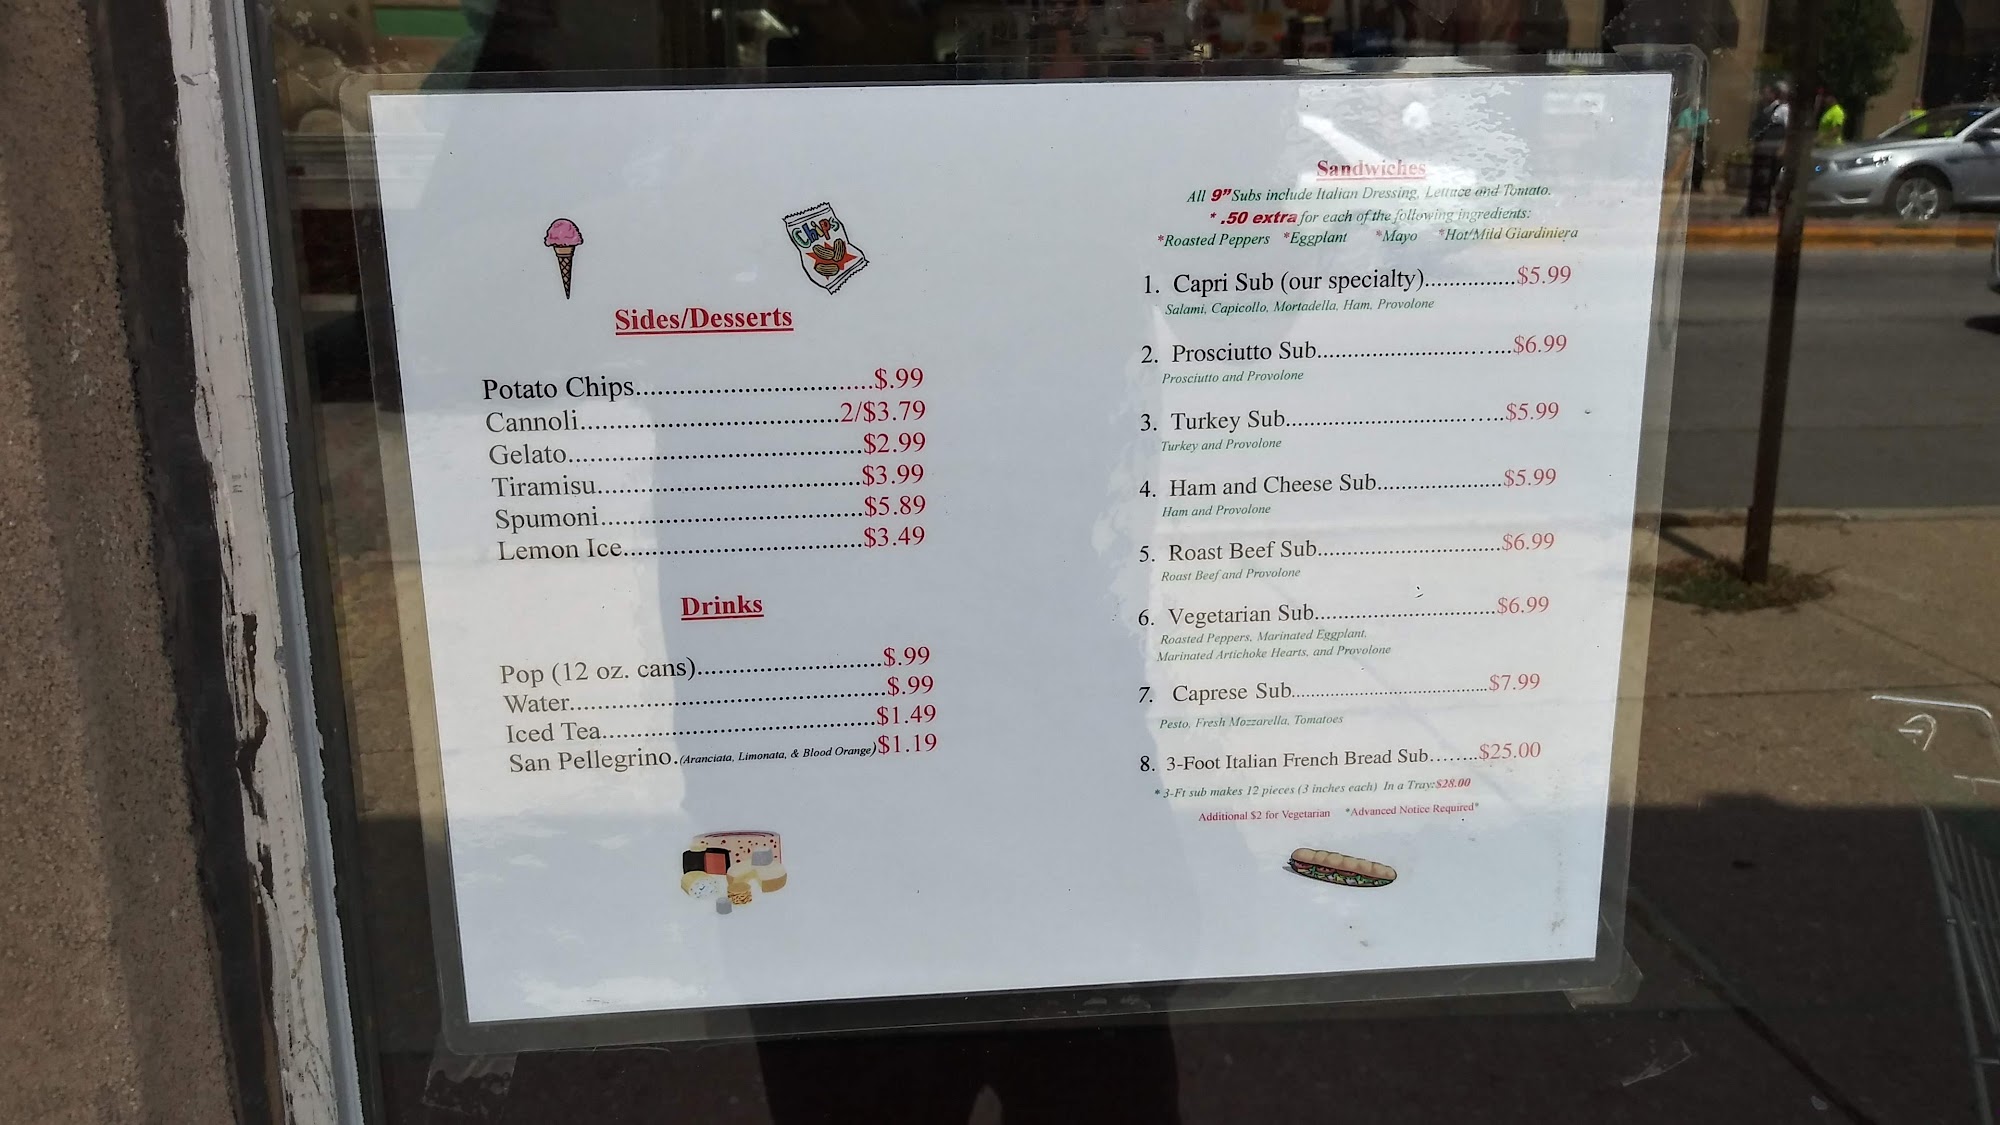 Chips
Sides/Desserts
Potato Chips..................................$.99
Cannoli...................................2/$3.79
Gelato........................................$2.99
Tiramisu....................................$3.99
Spumoni....................................$5.89
Lemon Ice.................................$3.49
Drinks
Pop (12 oz. cans).........................$.99
Water...........................................$.99
Iced Tea.....................................$1.49
San Pellegrino.(Aranciata, Limonata, & Blood Orange)$1.19
Sandwiches
All 9" Subs include Italian Dressing, Lettuce and Tomato.
* .50 extra for each of the following ingredients:
*Roasted Peppers *Eggplant *Mayo *Hot/Mild Giardiniera
1. Capri Sub (our specialty)...............$5.99
Salami, Capicollo, Mortadella, Ham, Provolone
2. Prosciutto Sub..............................$6.99
Prosciutto and Provolone
3. Turkey Sub...................................$5.99
Turkey and Provolone
4. Ham and Cheese Sub....................$5.99
Ham and Provolone
5. Roast Beef Sub..............................$6.99
Roast Beef and Provolone
6. Vegetarian Sub..............................$6.99
Roasted Peppers, Marinated Eggplant,
Marinated Artichoke Hearts, and Provolone
7. Caprese Sub..........................................$7.99
Pesto, Fresh Mozzarella, Tomatoes
8. 3-Foot Italian French Bread Sub........$25.00
* 3-Ft sub makes 12 pieces (3 inches each) In a Tray:$28.00
Additional $2 for Vegetarian *Advanced Notice Required*